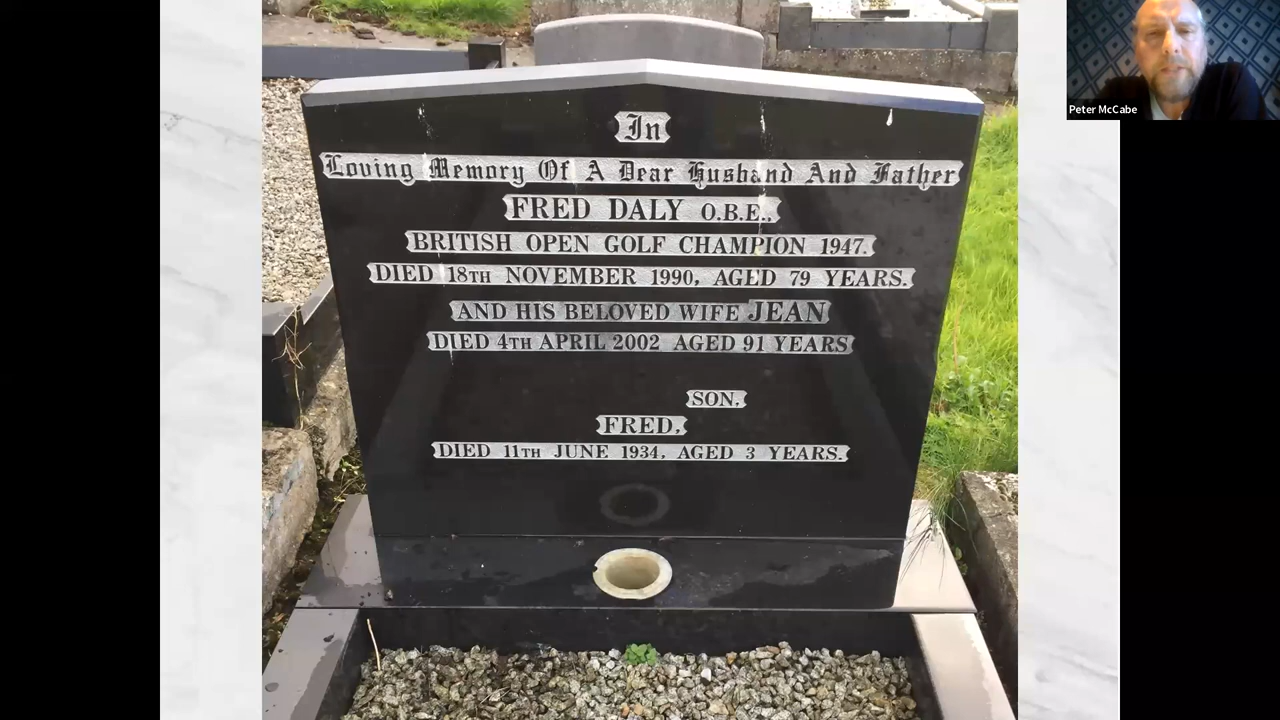 In
Loving Memory Of A Dear Husband And Father
FRED DALY O.B.E.,
BRITISH OPEN GOLF CHAMPION 1947.
DIED 18TH NOVEMBER 1990, AGED 79 YEARS.
AND HIS BELOVED WIFE JEAN
DIED 4TH APRIL 2002 AGED 91 YEARS
SON,
FRED,
DIED 11TH JUNE 1934, AGED 3 YEARS.
Peter McCabe